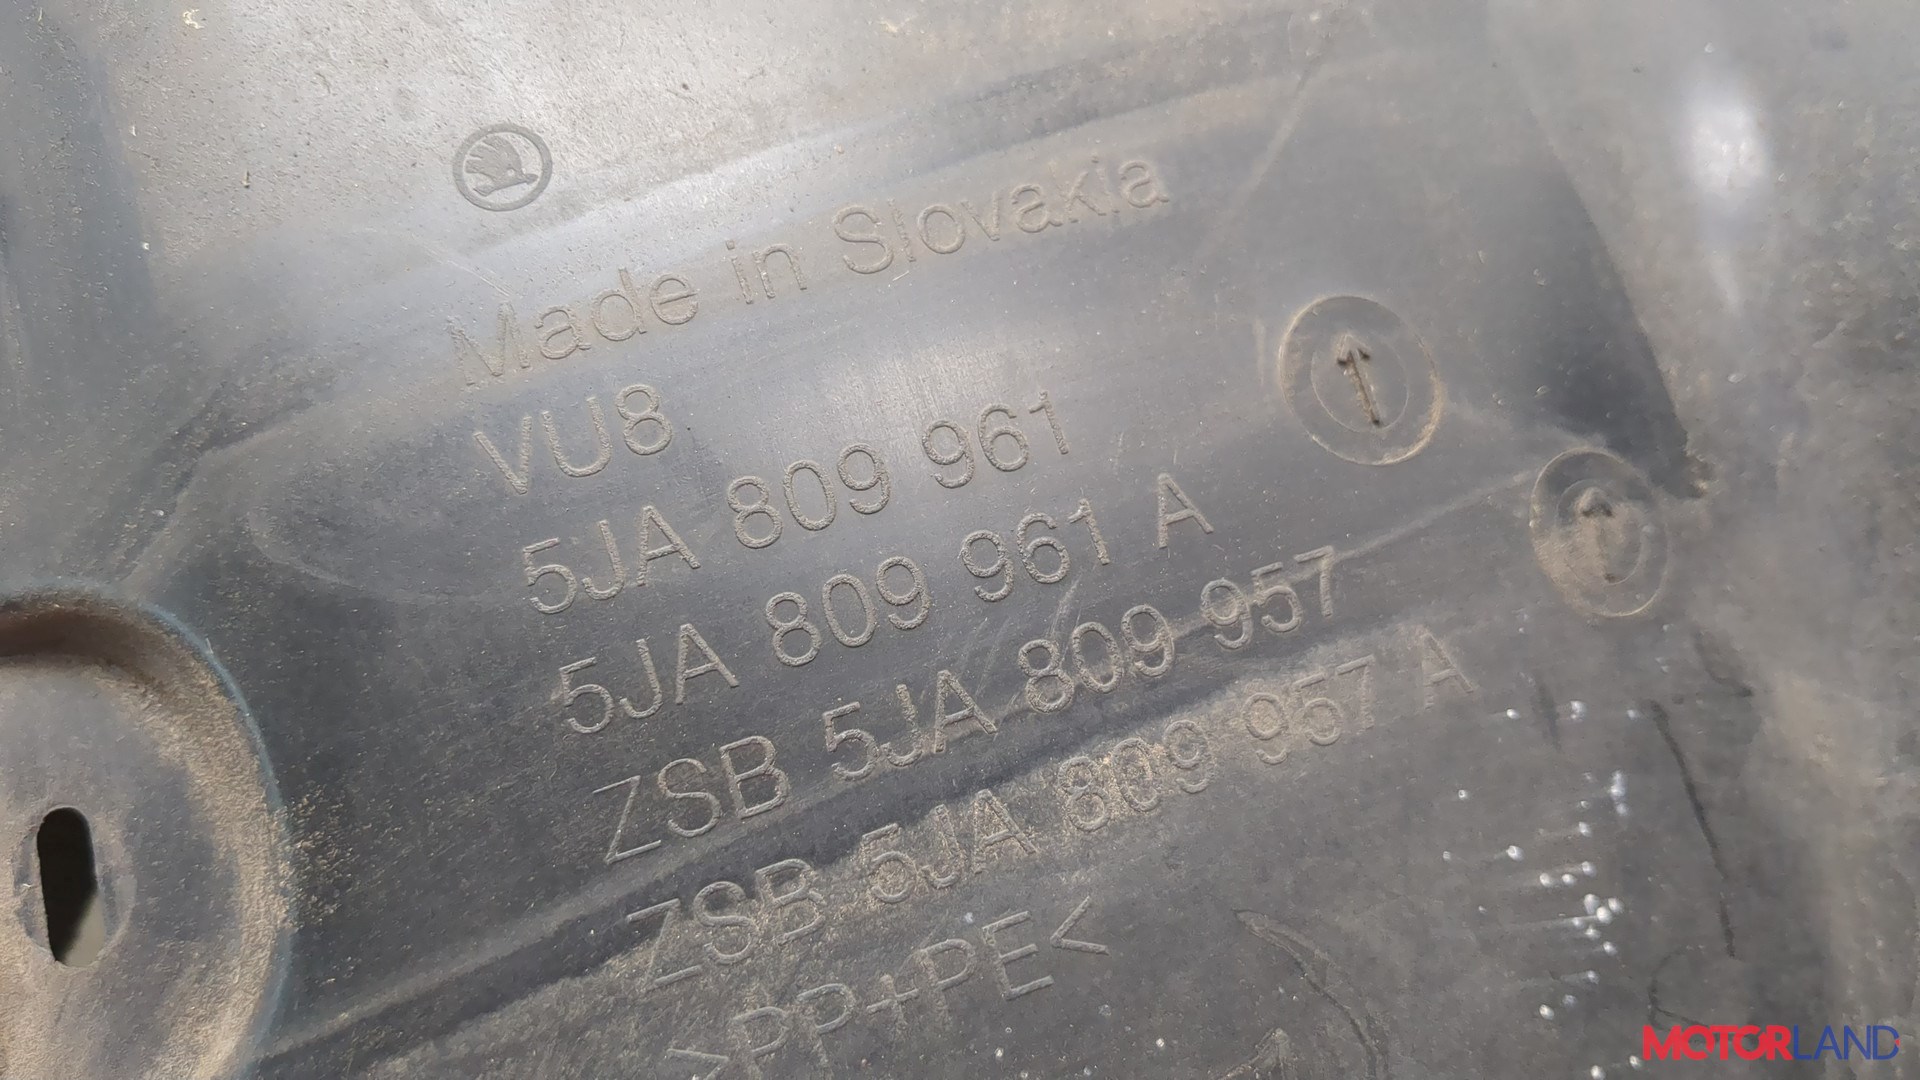 Made in Slovakia
VU8
5JA 809 961
5JA 809 961 A
ZSB 5JA 809 957
ZSB 5JA 809 957 A
>PP+PE<
MOTORLAND